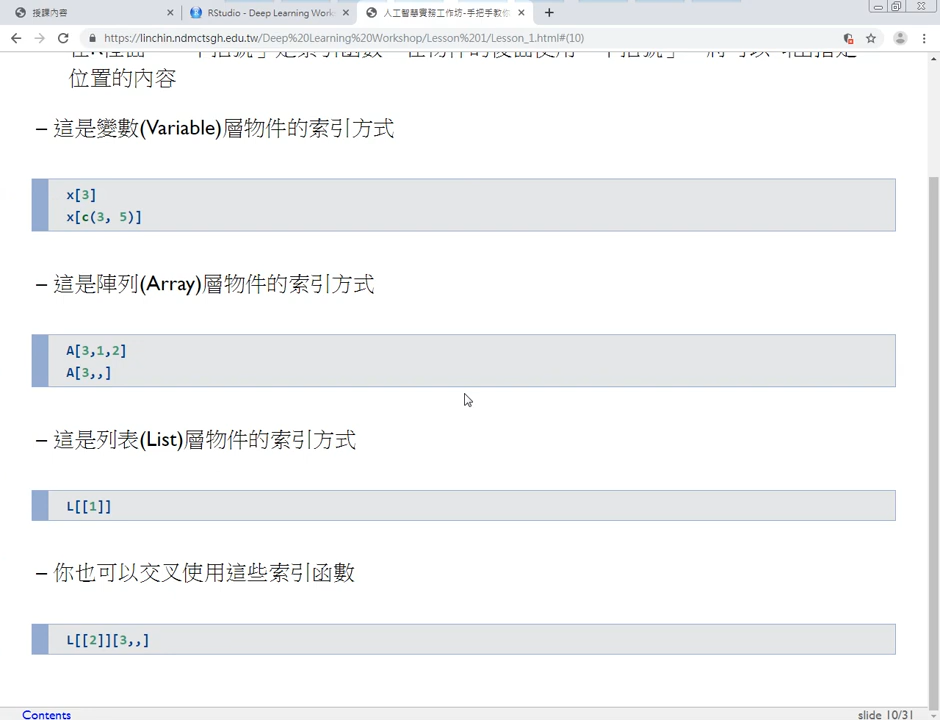 授課內容
RStudio - Deep Learning Work
人工智慧實務工作坊-手把手教你
https://linchin.ndmctsgh.edu.tw/Deep%20Learning%20Workshop/Lesson%201/Lesson_1.html#(10)
位置的內容
– 這是變數(Variable)層物件的索引方式
x[3]
x[c(3, 5)]
– 這是陣列(Array)層物件的索引方式
A[3,1,2]
A[3,,]
– 這是列表(List)層物件的索引方式
L[[1]]
– 你也可以交叉使用這些索引函數
L[[2]][3,,]
Contents
slide 10/31